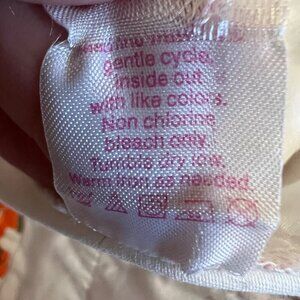 gentle cycle,
inside out
with like colors.
Non chlorine
bleach only.
Tumble dry low.
Warm iron as needed.